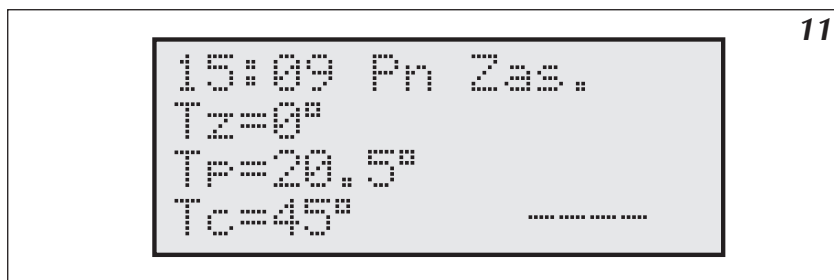 11
15:09 Pn Zas.
Tz=0°
Tp=20.5°
Tc=45° ----